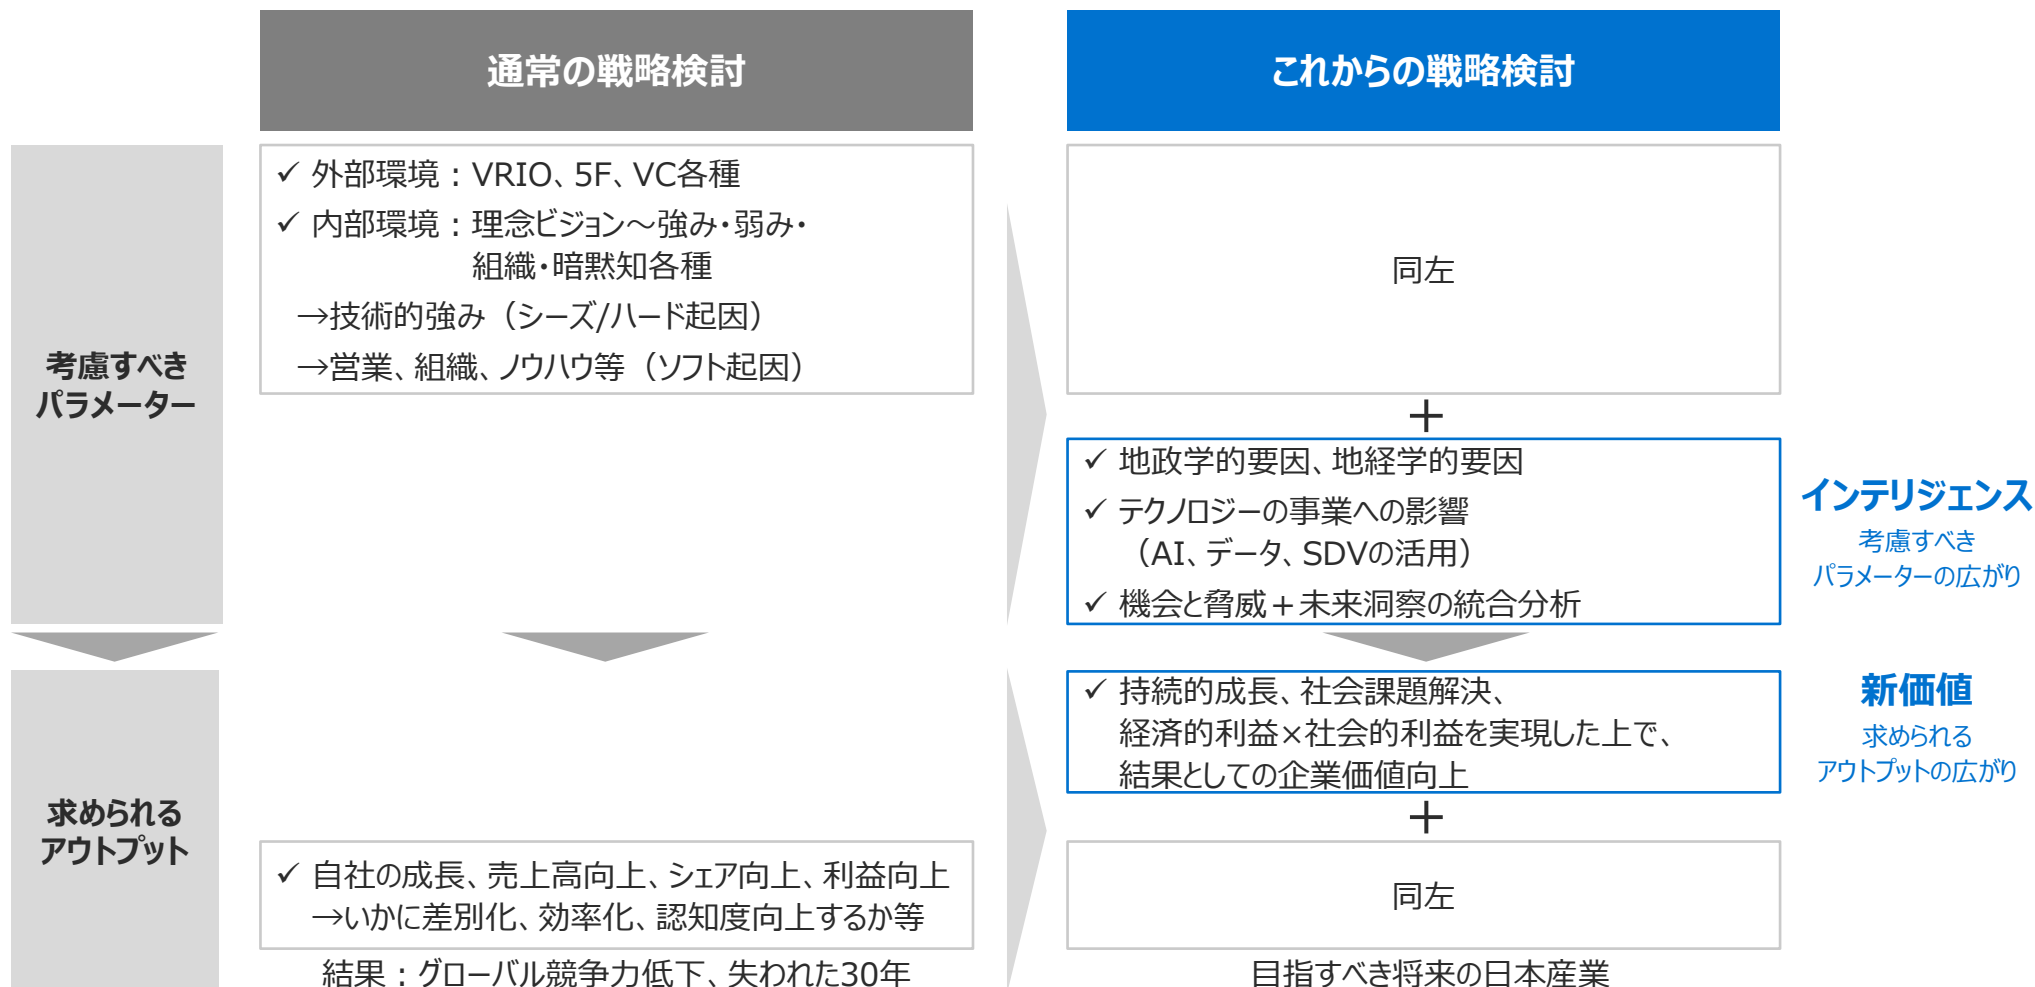 通常の戦略検討
これからの戦略検討
考慮すべき
パラメーター
✓ 外部環境：VRIO、5F、VC各種
✓ 内部環境：理念ビジョン～強み・弱み・
組織・暗黙知各種
→技術的強み（シーズ/ハード起因）
→営業、組織、ノウハウ等（ソフト起因）
同左
＋
✓ 地政学的要因、地経学的要因
✓ テクノロジーの事業への影響
（AI、データ、SDVの活用）
✓ 機会と脅威＋未来洞察の統合分析
インテリジェンス
考慮すべき
パラメーターの広がり
求められる
アウトプット
✓ 自社の成長、売上高向上、シェア向上、利益向上
→いかに差別化、効率化、認知度向上するか等
結果：グローバル競争力低下、失われた30年
✓ 持続的成長、社会課題解決、
経済的利益×社会的利益を実現した上で、
結果としての企業価値向上
＋
同左
目指すべき将来の日本産業
新価値
求められる
アウトプットの広がり